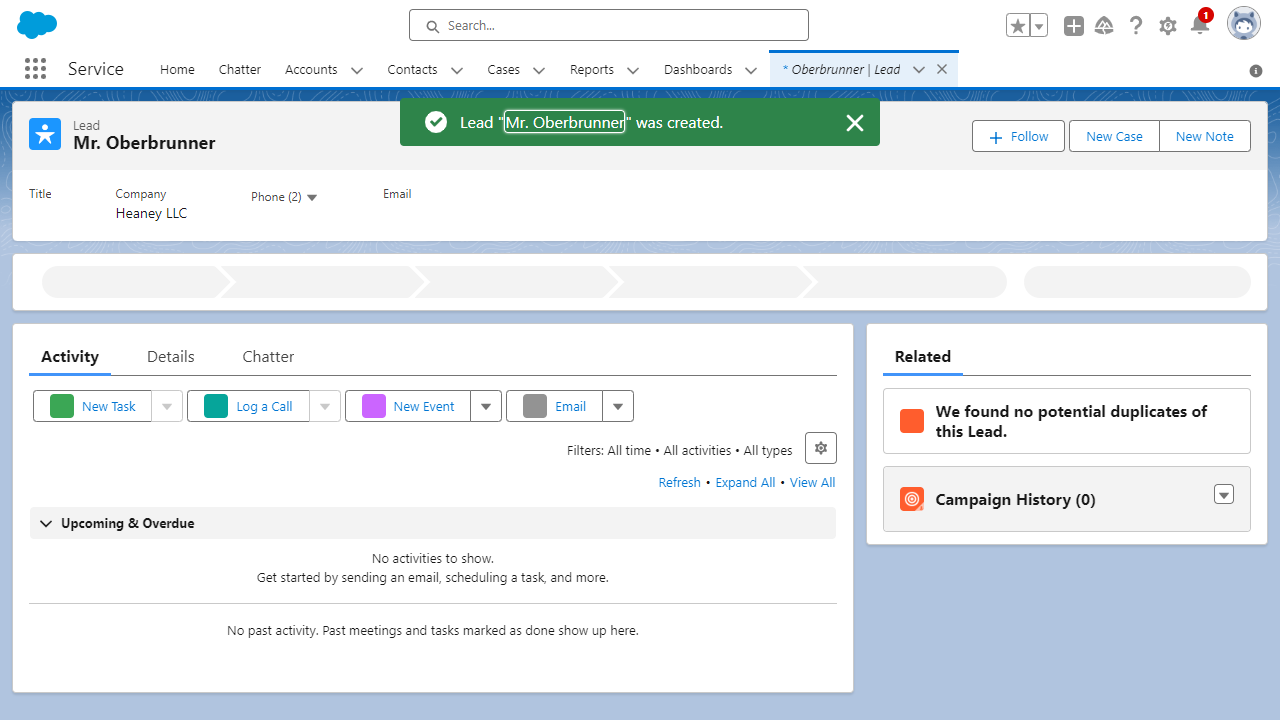 Search...
1
Service
Home
Chatter
Accounts
Contacts
Cases
Reports
Dashboards
* Oberbrunner | Lead
Lead "Mr. Oberbrunner" was created.
Lead
Mr. Oberbrunner
Follow
New Case
New Note
Title
Company
Phone (2)
Email
Heaney LLC
Activity
Details
Chatter
Related
New Task
Log a Call
New Event
Email
We found no potential duplicates of
this Lead.
Filters: All time • All activities • All types
Refresh • Expand All • View All
Campaign History (0)
Upcoming & Overdue
No activities to show.
Get started by sending an email, scheduling a task, and more.
No past activity. Past meetings and tasks marked as done show up here.